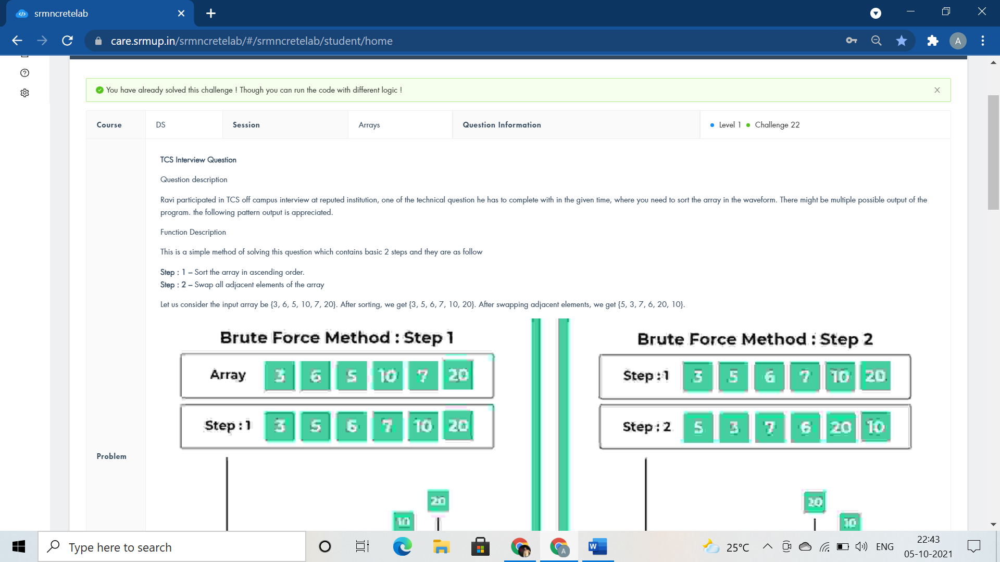 srmncretelab
care.srmup.in/srmncretelab/#/srmncretelab/student/home
A
You have already solved this challenge ! Though you can run the code with different logic !
Course DS Session Arrays Question Information Level 1 Challenge 22
TCS Interview Question
Question description
Ravi participated in TCS off campus interview at reputed institution, one of the technical question he has to complete with in the given time, where you need to sort the array in the waveform. There might be multiple possible output of the
program. the following pattern output is appreciated.
Function Description
This is a simple method of solving this question which contains basic 2 steps and they are as follow
Step : 1 – Sort the array in ascending order.
Step : 2 – Swap all adjacent elements of the array
Let us consider the input array be {3, 6, 5, 10, 7, 20}. After sorting, we get {3, 5, 6, 7, 10, 20}. After swapping adjacent elements, we get {5, 3, 7, 6, 20, 10}.
Brute Force Method : Step 1
Array 3 6 5 10 7 20
Step : 1 3 5 6 7 10 20
20
10
Brute Force Method : Step 2
Step : 1 3 5 6 7 10 20
Step : 2 5 3 7 6 20 10
20
10
Problem
Type here to search
A
W
25°C
ENG
22:43
05-10-2021